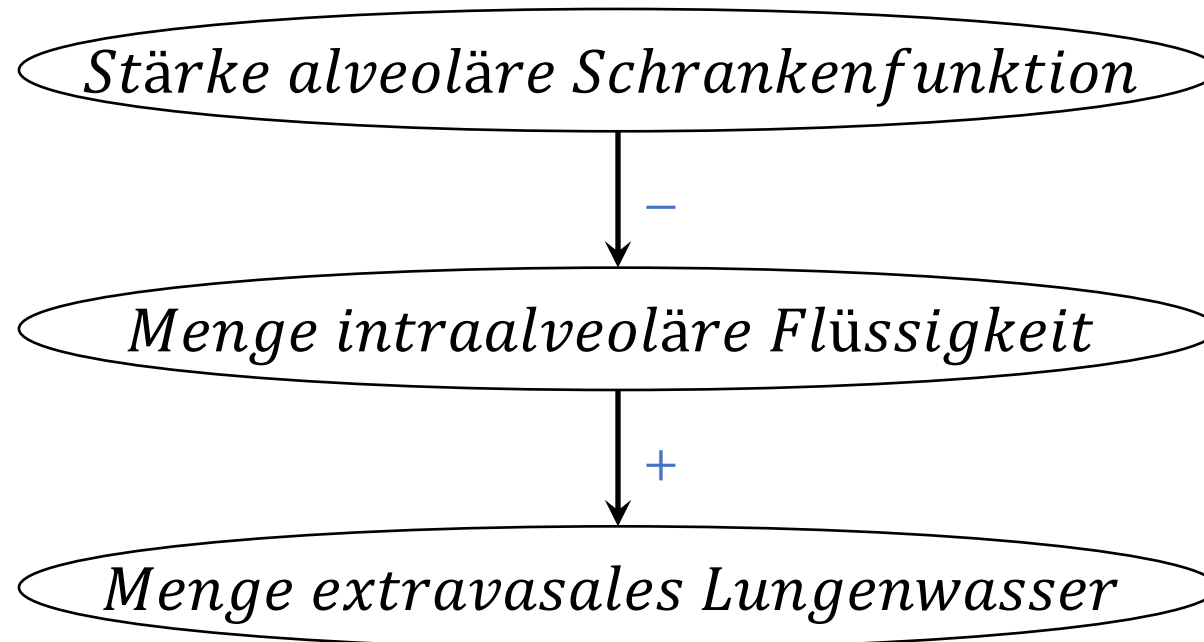 Stärke alveoläre Schrankenfunktion
−
Menge intraalveoläre Flüssigkeit
+
Menge extravasales Lungenwasser